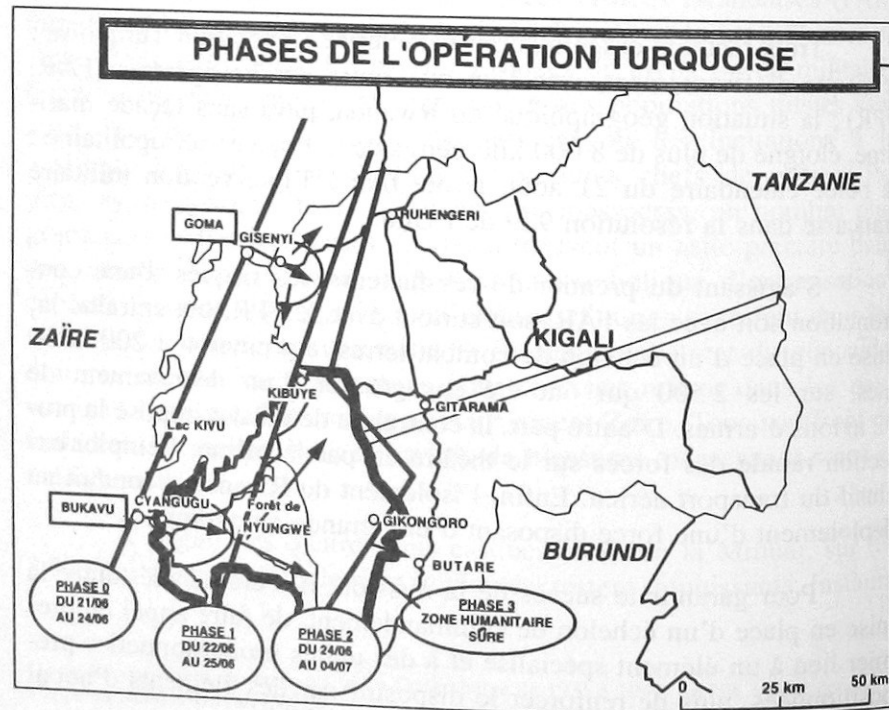 PHASES DE L'OPÉRATION TURQUOISE
TANZANIE
GOMA
RUHENGERI
GISENYI
ZAÏRE
KIGALI
KIBUYE
GITARAMA
Lac KIVU
BUKAVU
CYANGUGU
Forêt de
NYUNGWE
GIKONGORO
BUTARE
BURUNDI
PHASE 0
DU 21/06
AU 24/06
PHASE 1
DU 22/06
AU 25/06
PHASE 2
DU 24/06
AU 04/07
PHASE 3
ZONE HUMANITAIRE
SÛRE
0 25 km 50 km